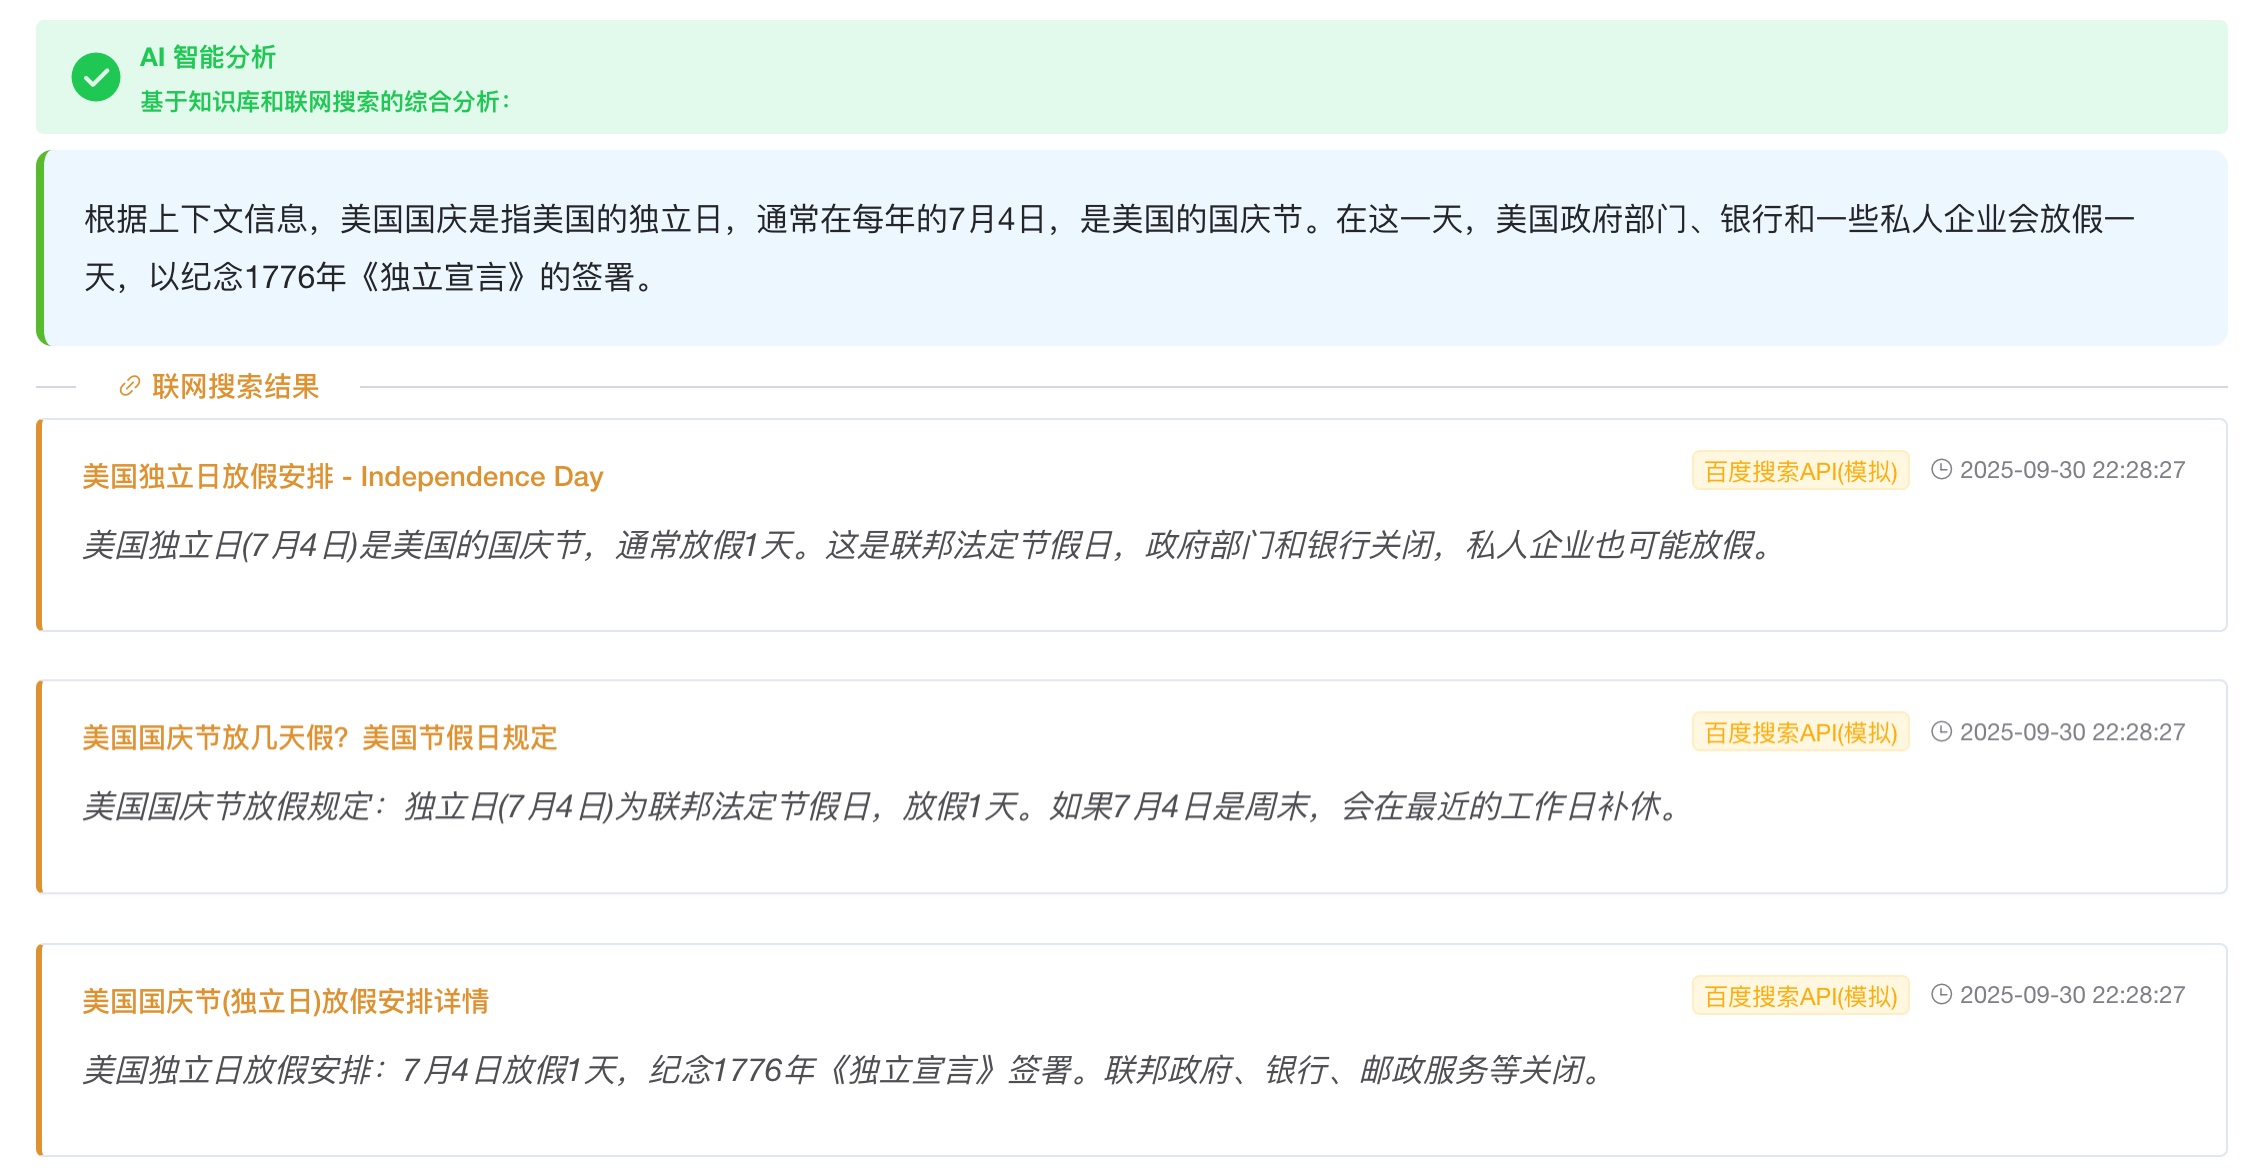 AI 智能分析
基于知识库和联网搜索的综合分析：
根据上下文信息，美国国庆是指美国的独立日，通常在每年的7月4日，是美国的国庆节。在这一天，美国政府部门、银行和一些私人企业会放假一
天，以纪念1776年《独立宣言》的签署。
联网搜索结果
美国独立日放假安排 - Independence Day
百度搜索API(模拟) 2025-09-30 22:28:27
美国独立日(7月4日)是美国的国庆节，通常放假1天。这是联邦法定节假日，政府部门和银行关闭，私人企业也可能放假。
美国国庆节放几天假？美国节假日规定
百度搜索API(模拟) 2025-09-30 22:28:27
美国国庆节放假规定：独立日(7月4日)为联邦法定节假日，放假1天。如果7月4日是周末，会在最近的工作日补休。
美国国庆节(独立日)放假安排详情
百度搜索API(模拟) 2025-09-30 22:28:27
美国独立日放假安排：7月4日放假1天，纪念1776年《独立宣言》签署。联邦政府、银行、邮政服务等关闭。